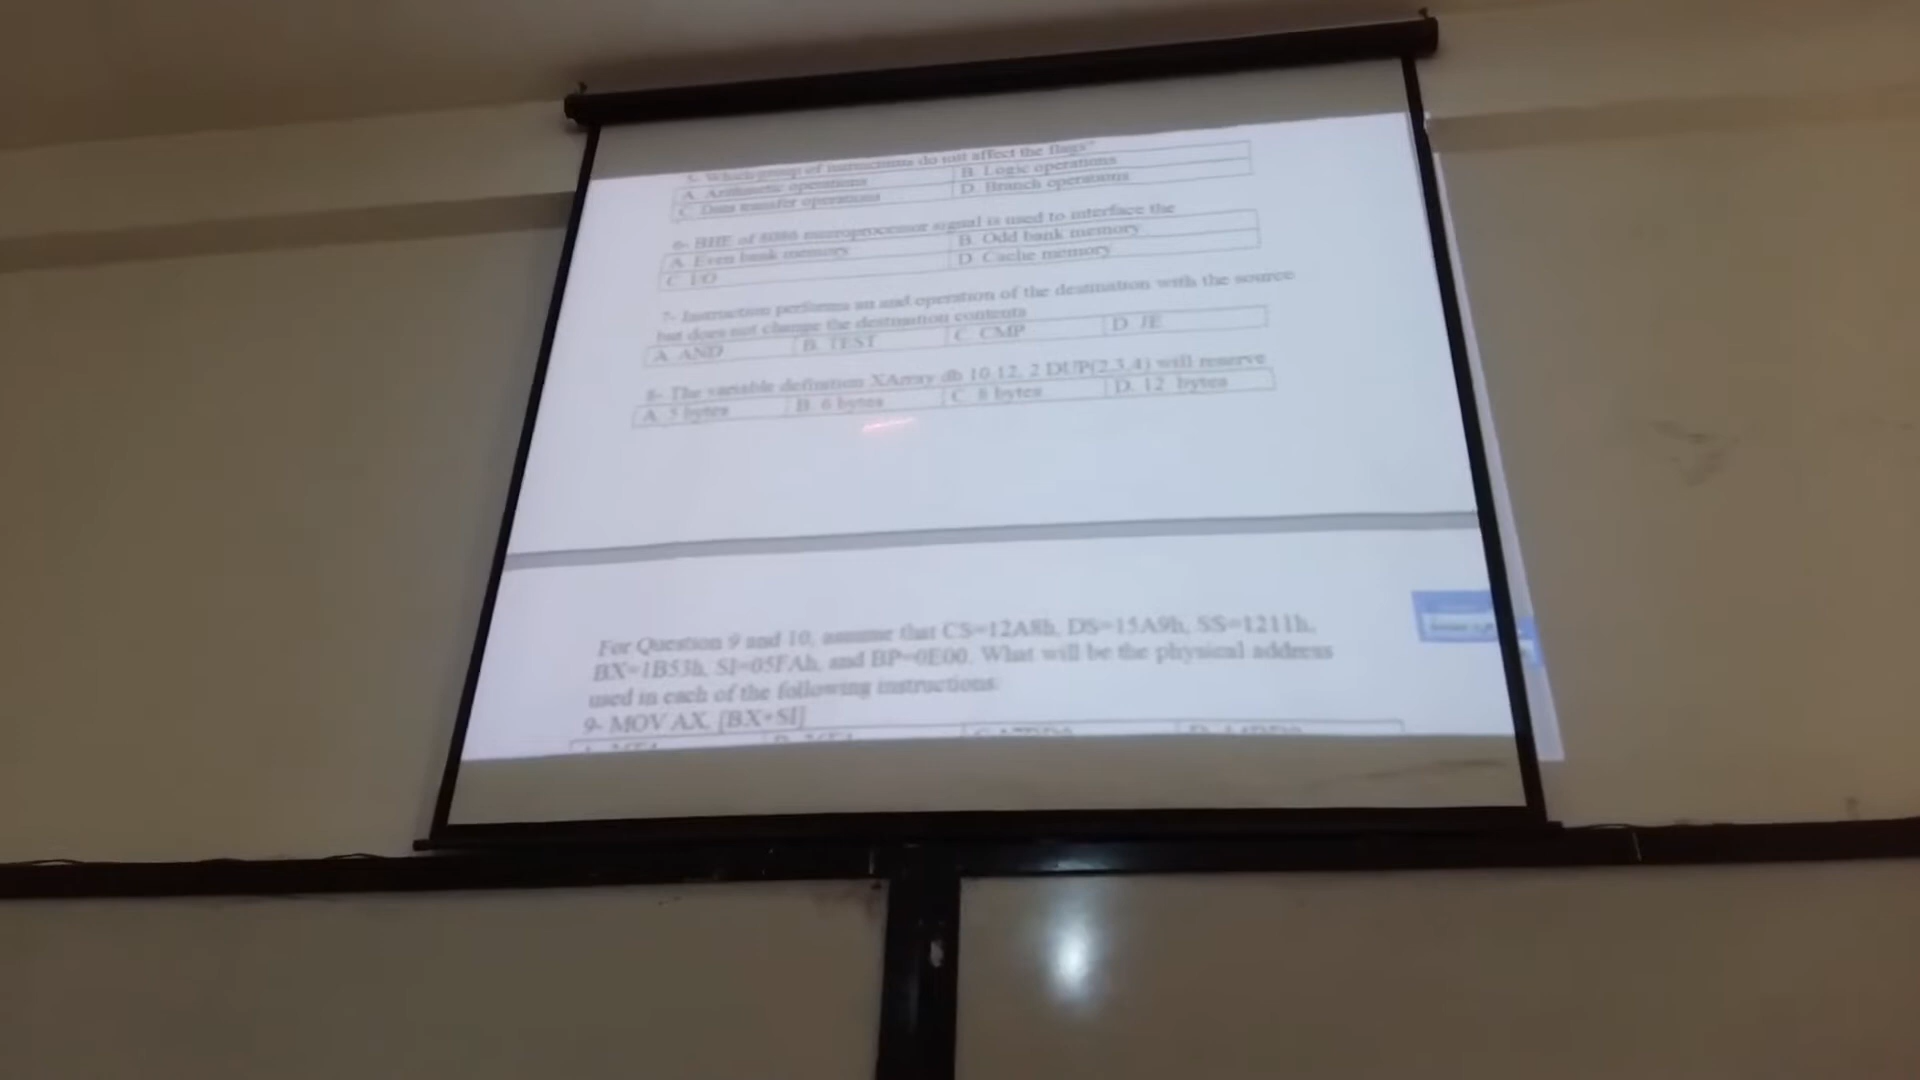 5- Which group of instructions do not affect the flags"
A. Arithmetic operations B. Logic operations
C. Data transfer operations D. Branch operations
6- BHE of 8086 microprocessor signal is used to interface the
A. Even bank memory B. Odd bank memory
C. I/O D. Cache memory
7- Instruction performs an and operation of the destination with the source
but does not change the destination contents
A. AND B. TEST C. CMP D. JE
8- The variable definition XArray db 10,12, 2 DUP(2,3,4) will reserve
A. 5 bytes B. 6 bytes C. 8 bytes D. 12 bytes
For Question 9 and 10, assume that CS=12A8h, DS=15A9h, SS=1211h,
BX=1B53h, SI=05FAh, and BP=0E00. What will be the physical address
used in each of the following instructions:
9- MOV AX, [BX+SI]